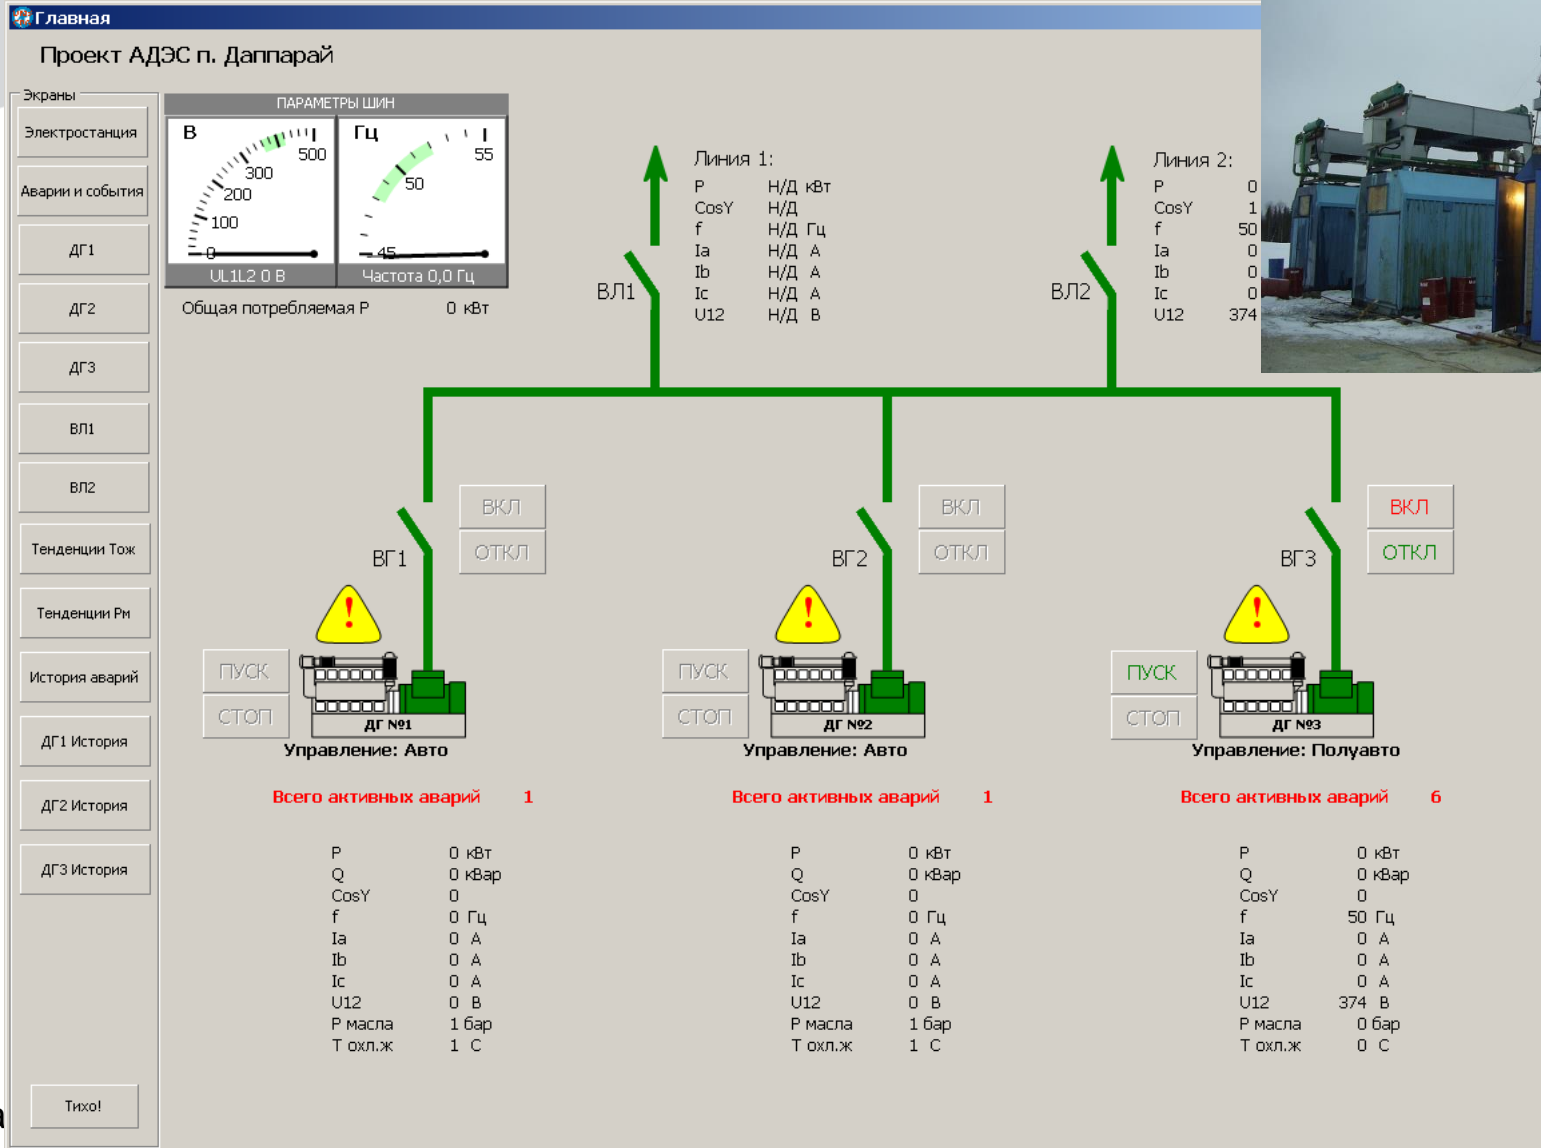 Главная
Проект АДЭС п. Даппарай
Экраны
Электростанция
Аварии и события
ДГ1
ДГ2
ДГ3
ВЛ1
ВЛ2
Тенденции Тож
Тенденции Рм
История аварий
ДГ1 История
ДГ2 История
ДГ3 История
Тихо!
ПАРАМЕТРЫ ШИН
В
500
300
200
100
0
UL1L2 0 В
Гц
55
50
45
Частота 0,0 Гц
Общая потребляемая Р 0 кВт
Линия 1:
P Н/Д кВт
CosY Н/Д
f Н/Д Гц
Ia Н/Д А
Ib Н/Д А
Ic Н/Д А
U12 Н/Д В
ВЛ1
Линия 2:
P 0
CosY 1
f 50
Ia 0
Ib 0
Ic 0
U12 374
ВЛ2
ВКЛ
ОТКЛ
ВГ1
ПУСК
СТОП
ДГ №1
Управление: Авто
Всего активных аварий 1
P 0 кВт
Q 0 кВар
CosY 0
f 0 Гц
Ia 0 А
Ib 0 А
Ic 0 А
U12 0 В
Р масла 1 бар
Т охл.ж 1 С
ВКЛ
ОТКЛ
ВГ2
ПУСК
СТОП
ДГ №2
Управление: Авто
Всего активных аварий 1
P 0 кВт
Q 0 кВар
CosY 0
f 0 Гц
Ia 0 А
Ib 0 А
Ic 0 А
U12 0 В
Р масла 1 бар
Т охл.ж 1 С
ВКЛ
ОТКЛ
ВГ3
ПУСК
СТОП
ДГ №3
Управление: Полуавто
Всего активных аварий 6
P 0 кВт
Q 0 кВар
CosY 0
f 50 Гц
Ia 0 А
Ib 0 А
Ic 0 А
U12 374 В
Р масла 0 бар
Т охл.ж 0 С